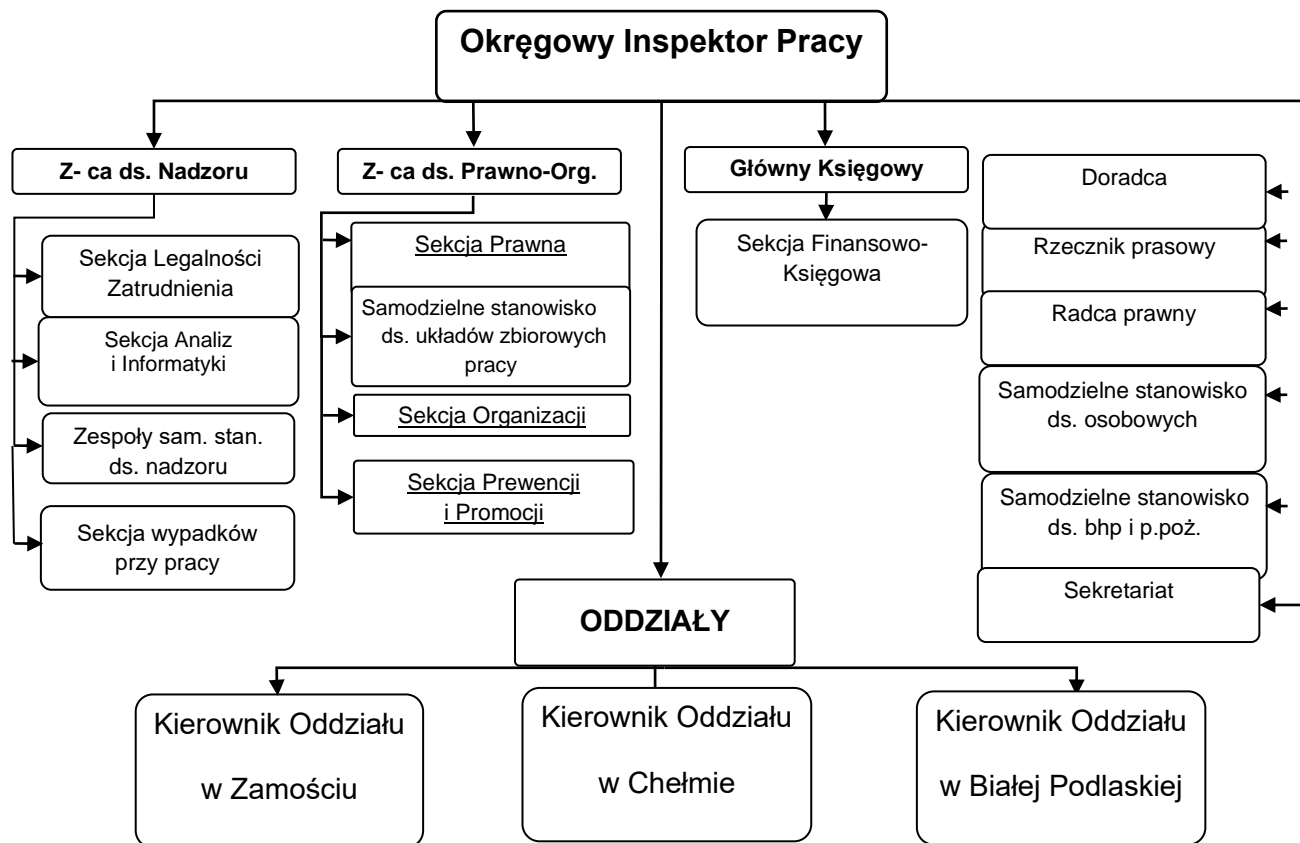 Okręgowy Inspektor Pracy
Z- ca ds. Nadzoru
Sekcja Legalności
Zatrudnienia
Sekcja Analiz
i Informatyki
Zespoły sam. stan.
ds. nadzoru
Sekcja wypadków
przy pracy
Z- ca ds. Prawno-Org.
Sekcja Prawna
Samodzielne stanowisko
ds. układów zbiorowych
pracy
Sekcja Organizacji
Sekcja Prewencji
i Promocji
Główny Księgowy
Sekcja Finansowo-
Księgowa
Doradca
Rzecznik prasowy
Radca prawny
Samodzielne stanowisko
ds. osobowych
Samodzielne stanowisko
ds. bhp i p.poż.
Sekretariat
ODDZIAŁY
Kierownik Oddziału
w Zamościu
Kierownik Oddziału
w Chełmie
Kierownik Oddziału
w Białej Podlaskiej